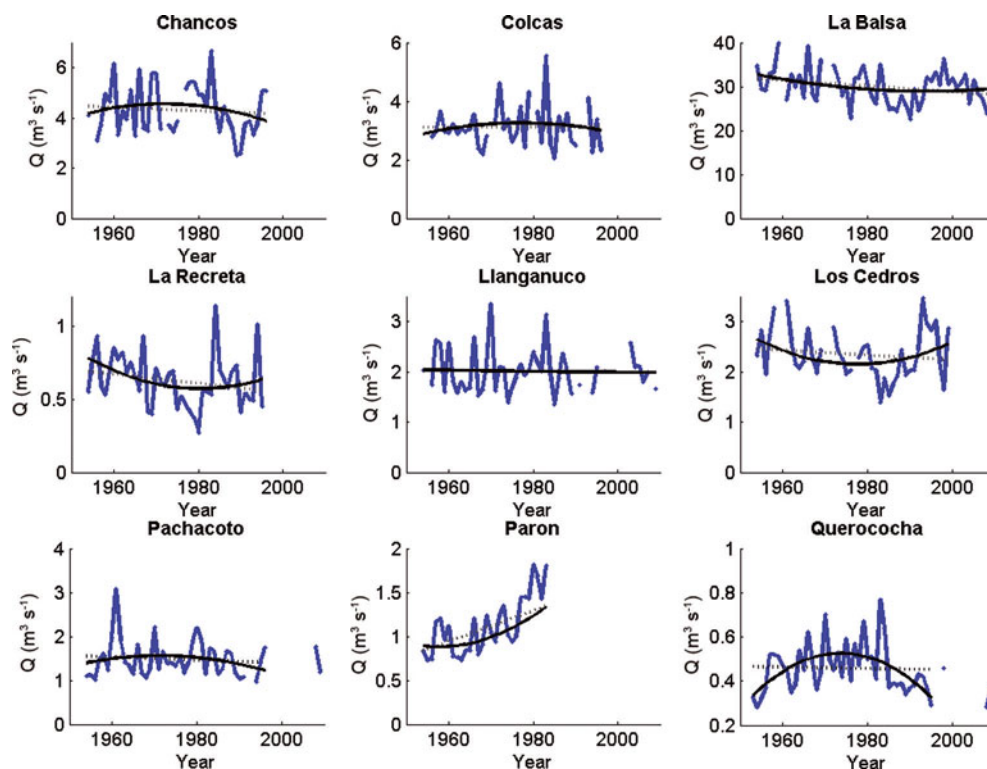 Chancos
6
4
2
0
Q (m³ s⁻¹)
1960 1980 2000
Year
Colcas
6
4
2
0
Q (m³ s⁻¹)
1960 1980 2000
Year
La Balsa
40
30
20
10
0
Q (m³ s⁻¹)
1960 1980 2000
Year
La Recreta
1
0.5
0
Q (m³ s⁻¹)
1960 1980 2000
Year
Llanganuco
3
2
1
0
Q (m³ s⁻¹)
1960 1980 2000
Year
Los Cedros
3
2
1
0
Q (m³ s⁻¹)
1960 1980 2000
Year
Pachacoto
4
3
2
1
0
Q (m³ s⁻¹)
1960 1980 2000
Year
Paron
2
1.5
1
0.5
0
Q (m³ s⁻¹)
1960 1980 2000
Year
Querococha
1
0.8
0.6
0.4
0.2
Q (m³ s⁻¹)
1960 1980 2000
Year